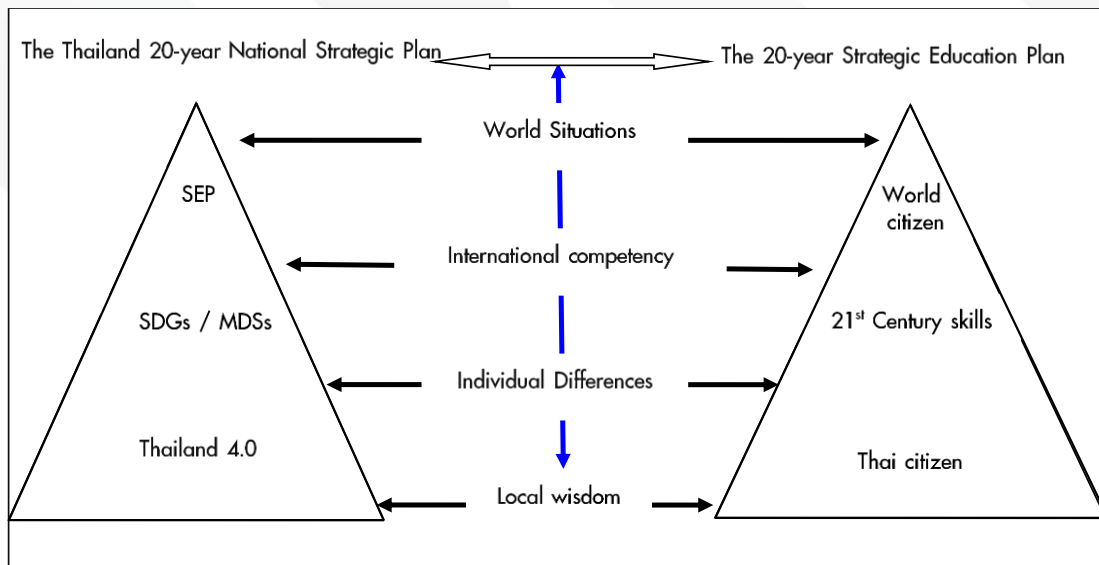 The Thailand 20-year National Strategic Plan
The 20-year Strategic Education Plan
World Situations
SEP
World
citizen
International competency
SDGs / MDSs
21st Century skills
Individual Differences
Thailand 4.0
Thai citizen
Local wisdom